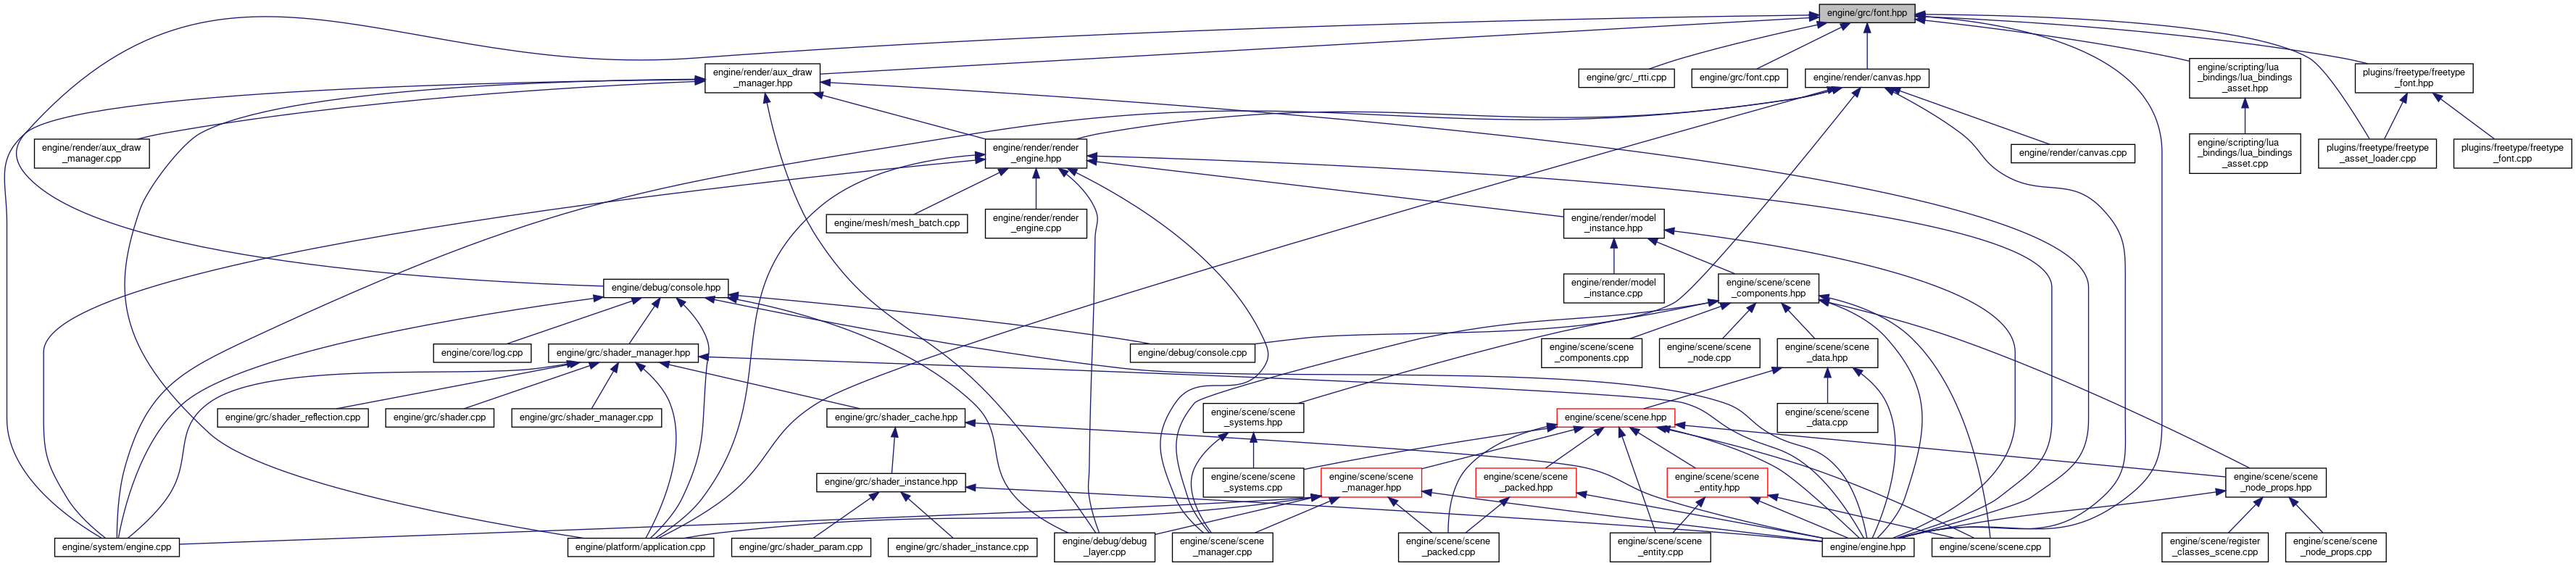 engine/grc/font.hpp
engine/render/aux_draw
_manager.hpp
engine/grc/_rtti.cpp
engine/grc/font.cpp
engine/render/canvas.hpp
engine/scripting/lua
_bindings/lua_bindings
_asset.hpp
plugins/freetype/freetype
_font.hpp
engine/render/aux_draw
_manager.cpp
engine/render/render
_engine.hpp
engine/render/canvas.cpp
engine/scripting/lua
_bindings/lua_bindings
_asset.cpp
plugins/freetype/freetype
_asset_loader.cpp
plugins/freetype/freetype
_font.cpp
engine/mesh/mesh_batch.cpp
engine/render/render
_engine.cpp
engine/render/model
_instance.hpp
engine/debug/console.hpp
engine/render/model
_instance.cpp
engine/scene/scene
_components.hpp
engine/core/log.cpp
engine/grc/shader_manager.hpp
engine/debug/console.cpp
engine/scene/scene
_components.cpp
engine/scene/scene
_node.cpp
engine/scene/scene
_data.hpp
engine/grc/shader_reflection.cpp
engine/grc/shader.cpp
engine/grc/shader_manager.cpp
engine/grc/shader_cache.hpp
engine/scene/scene
_systems.hpp
engine/scene/scene.hpp
engine/scene/scene
_data.cpp
engine/grc/shader_instance.hpp
engine/scene/scene
_systems.cpp
engine/scene/scene
_manager.hpp
engine/scene/scene
_packed.hpp
engine/scene/scene
_entity.hpp
engine/scene/scene
_node_props.hpp
engine/system/engine.cpp
engine/platform/application.cpp
engine/grc/shader_param.cpp
engine/grc/shader_instance.cpp
engine/debug/debug
_layer.cpp
engine/scene/scene
_manager.cpp
engine/scene/scene
_packed.cpp
engine/scene/scene
_entity.cpp
engine/engine.hpp
engine/scene/scene.cpp
engine/scene/register
_classes_scene.cpp
engine/scene/scene
_node_props.cpp